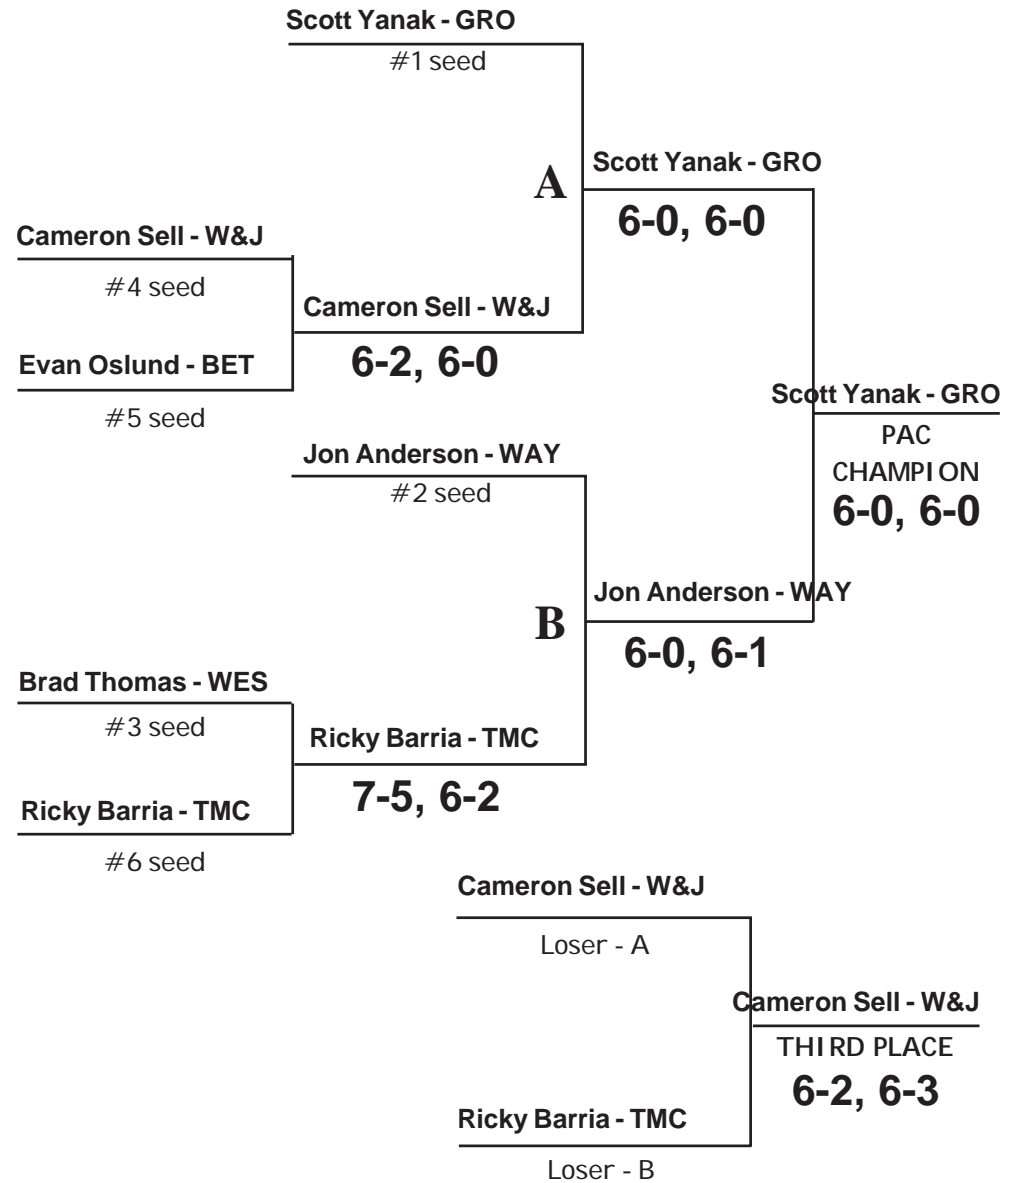 Scott Yanak - GRO
#1 seed
A
Scott Yanak - GRO
6-0, 6-0
Cameron Sell - W&J
#4 seed
Cameron Sell - W&J
6-2, 6-0
Evan Oslund - BET
#5 seed
Scott Yanak - GRO
PAC
CHAMPION
6-0, 6-0
Jon Anderson - WAY
#2 seed
B
Jon Anderson - WAY
6-0, 6-1
Brad Thomas - WES
#3 seed
Ricky Barria - TMC
7-5, 6-2
Ricky Barria - TMC
#6 seed
Cameron Sell - W&J
Loser - A
Cameron Sell - W&J
THIRD PLACE
6-2, 6-3
Ricky Barria - TMC
Loser - B